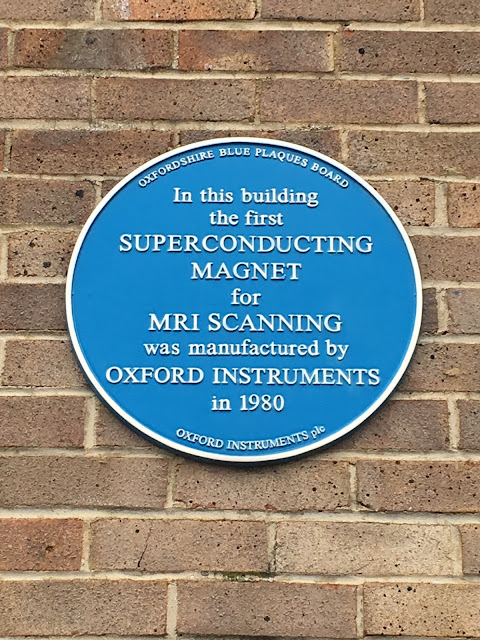 OXFORDSHIRE BLUE PLAQUES BOARD
In this building
the first
SUPERCONDUCTING
MAGNET
for
MRI SCANNING
was manufactured by
OXFORD INSTRUMENTS
in 1980
OXFORD INSTRUMENTS plc